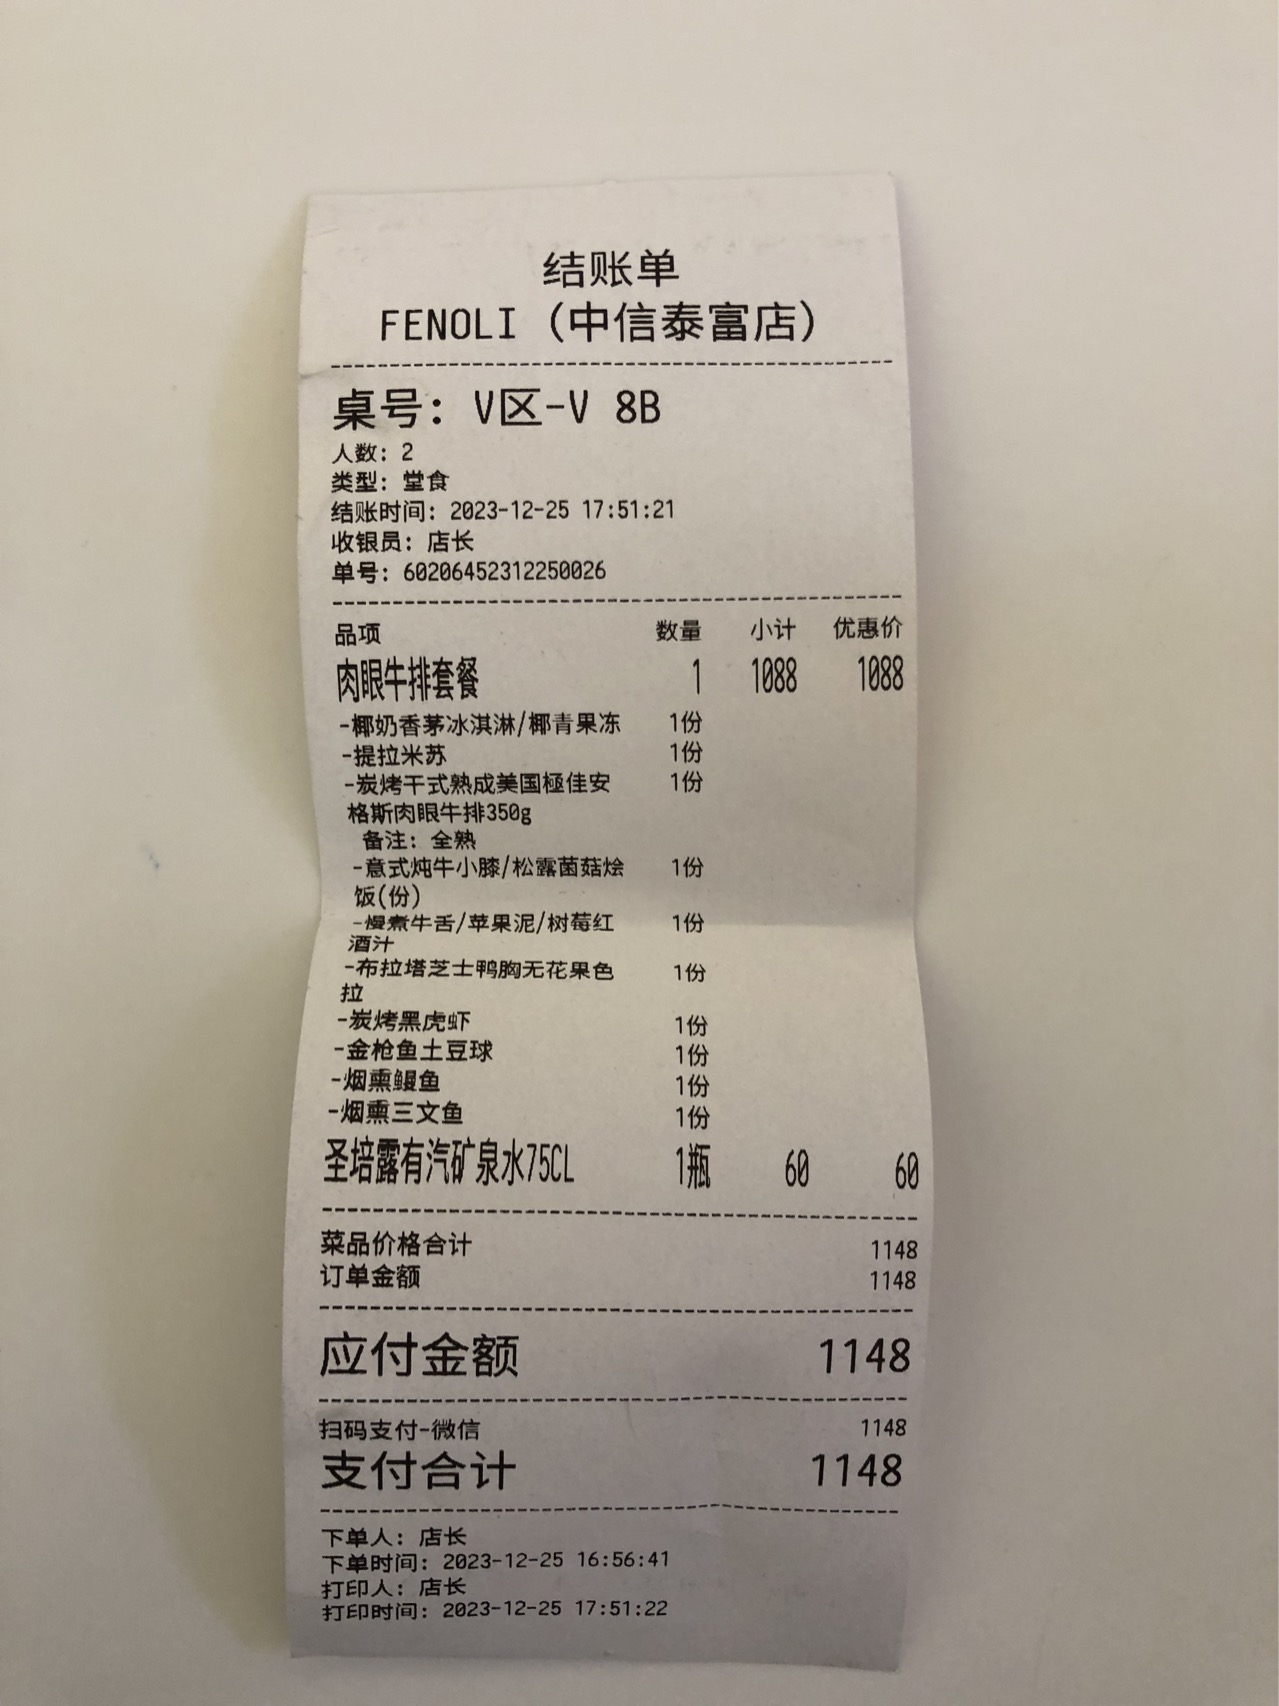 结账单
FENOLI（中信泰富店）
桌号: V区-V 8B
人数: 2
类型: 堂食
结账时间: 2023-12-25 17:51:21
收银员: 店长
单号: 60206452312250026
品项 数量 小计 优惠价
肉眼牛排套餐 1 1088 1088
-椰奶香茅冰淇淋/椰青果冻 1份
-提拉米苏 1份
-炭烤干式熟成美国極佳安 1份
格斯肉眼牛排350g
备注: 全熟
-意式炖牛小膝/松露菌菇烩 1份
饭(份)
-慢煮牛舌/苹果泥/树莓红 1份
酒汁
-布拉塔芝士鸭胸无花果色 1份
拉
-炭烤黑虎虾 1份
-金枪鱼土豆球 1份
-烟熏鳗鱼 1份
-烟熏三文鱼 1份
圣培露有汽矿泉水75CL 1瓶 60 60
菜品价格合计 1148
订单金额 1148
应付金额 1148
扫码支付-微信 1148
支付合计 1148
下单人: 店长
下单时间: 2023-12-25 16:56:41
打印人: 店长
打印时间: 2023-12-25 17:51:22